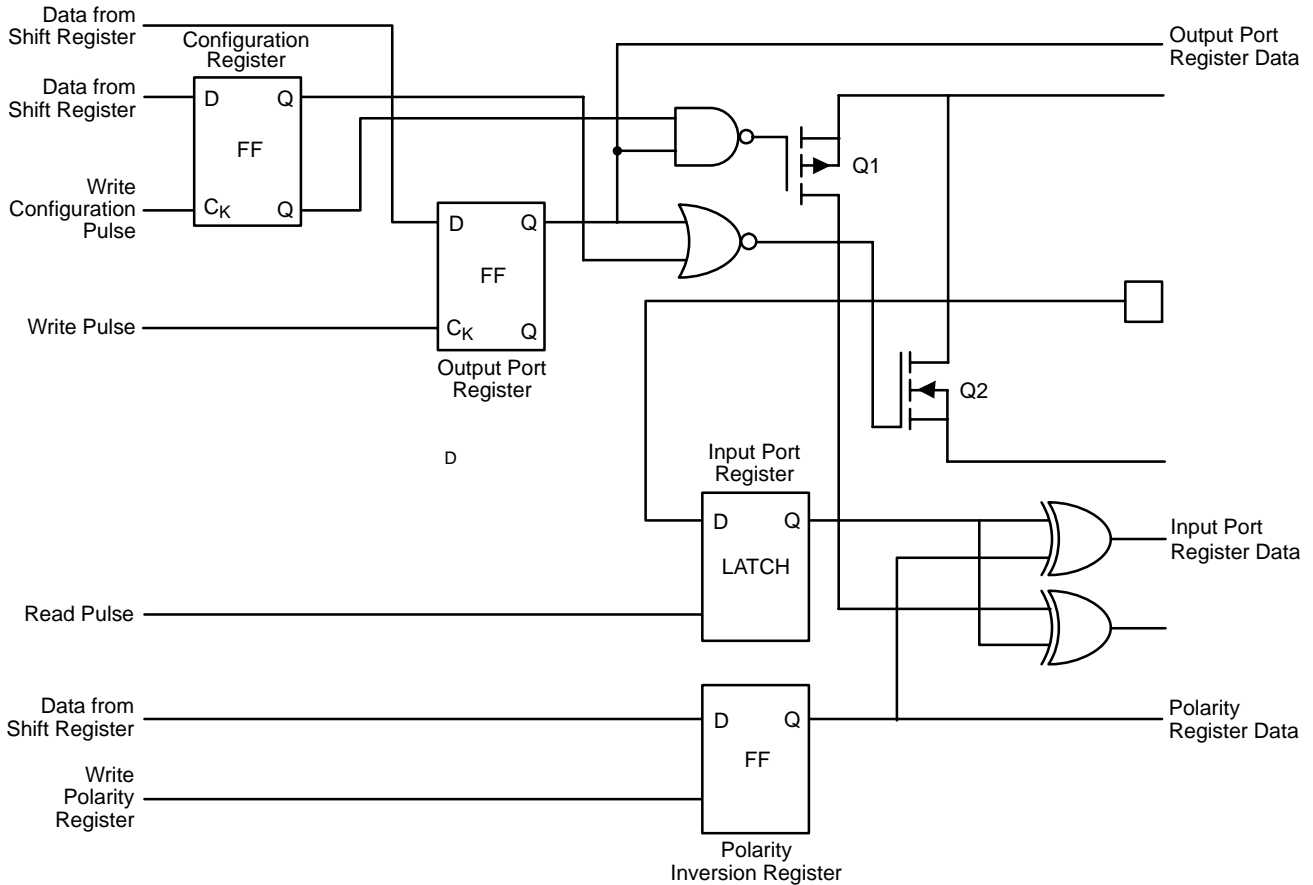 Data from
Shift Register
Configuration
Register
Data from
Shift Register
D
Q
FF
Write
Configuration
Pulse
CK
Q
Output Port
Register Data
Q1
D
Q
FF
Write Pulse
CK
Q
Output Port
Register
Q2
D
Input Port
Register
D
Q
LATCH
Input Port
Register Data
Read Pulse
Data from
Shift Register
D
Q
FF
Polarity
Register Data
Write
Polarity
Register
Polarity
Inversion Register